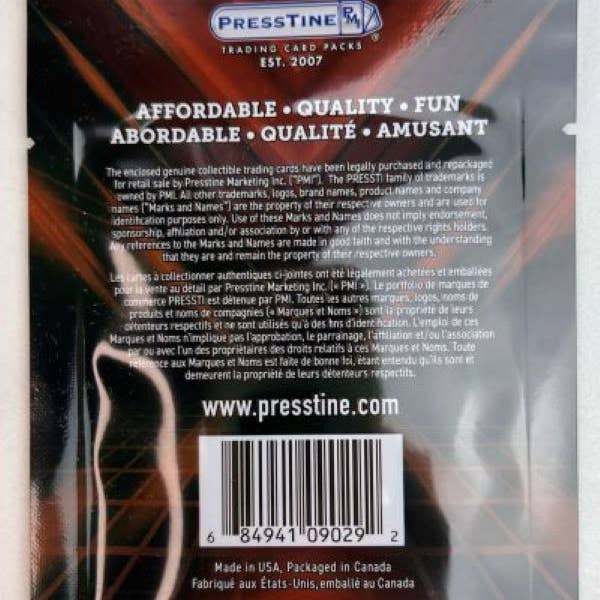 PRESSTINE PMI
TRADING CARD PACKS ®
EST. 2007
AFFORDABLE • QUALITY • FUN
ABORDABLE • QUALITÉ • AMUSANT
The enclosed genuine collectible trading cards have been legally purchased and repackaged
for retail sale by Presstine Marketing Inc. ("PMI"). The PRESSTI family of trademarks is
owned by PMI. All other trademarks, logos, brand names, product names and company
names ("Marks and Names") are the property of their respective owners and are used for
identification purposes only. Use of these Marks and Names does not imply endorsement,
sponsorship, affiliation and/or association by or with any of the respective rights holders.
Any references to the Marks and Names are made in good faith and with the understanding
that they are and remain the property of their respective owners.
Les cartes à collectionner authentiques ci-jointes ont été légalement achetées et emballées
pour la vente au détail par Presstine Marketing Inc. (« PMI »). Le portfolio de marques de
commerce PRESSTI est détenue par PMI. Toutes les autres marques, logos, noms de
produits et noms de compagnies (« Marques et Noms ») sont la propriété de leurs
détenteurs respectifs et ne sont utilisés qu'à des fins d'identification. L'emploi de ces
Marques et Noms n'implique pas l'approbation, le parrainage, l'affiliation et/ou l'association
par ou avec l'un des propriétaires des droits relatifs à ces Marques et Noms. Toute
référence aux Marques et Noms est faite de bonne foi, étant entendu qu'ils sont et
demeurent la propriété de leurs détenteurs respectifs.
www.presstine.com
6 84941 09029 2
Made in USA, Packaged in Canada
Fabriqué aux États-Unis, emballé au Canada